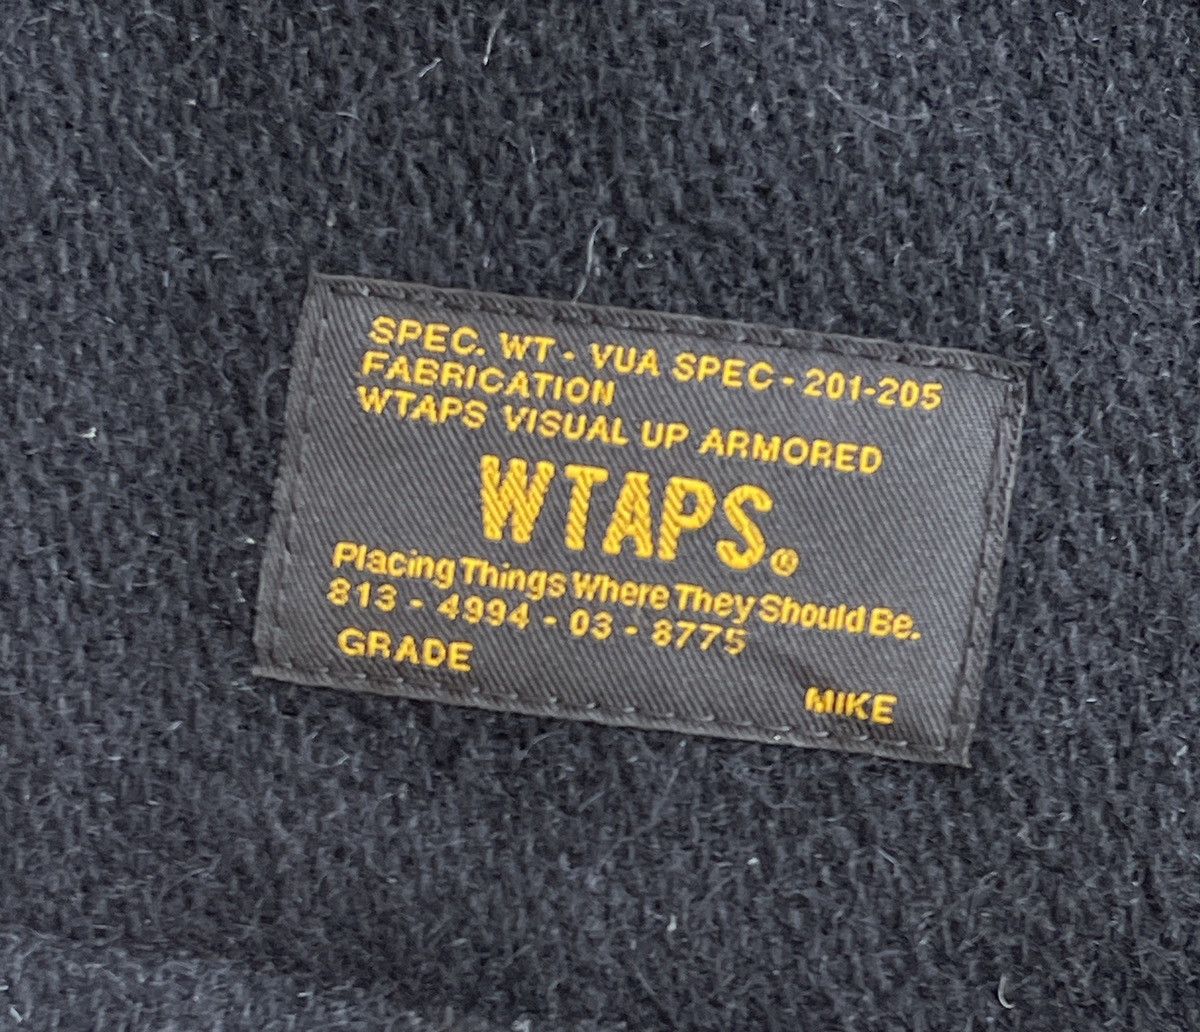 SPEC. WT - VUA SPEC - 201-205
FABRICATION
WTAPS VISUAL UP ARMORED
WTAPS®
Placing Things Where They Should Be.
813 - 4994 - 03 - 8775
GRADE
MIKE